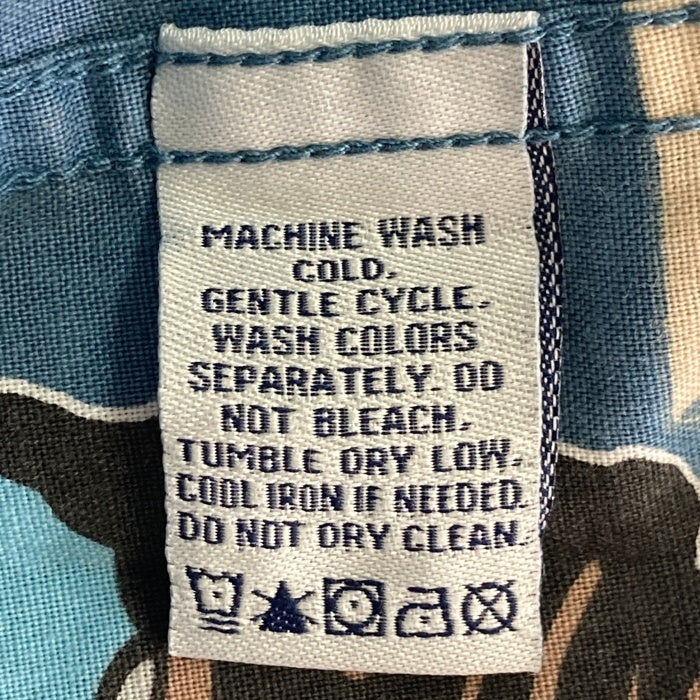 MACHINE WASH
COLD.
GENTLE CYCLE.
WASH COLORS
SEPARATELY. DO
NOT BLEACH.
TUMBLE DRY LOW.
COOL IRON IF NEEDED.
DO NOT DRY CLEAN.